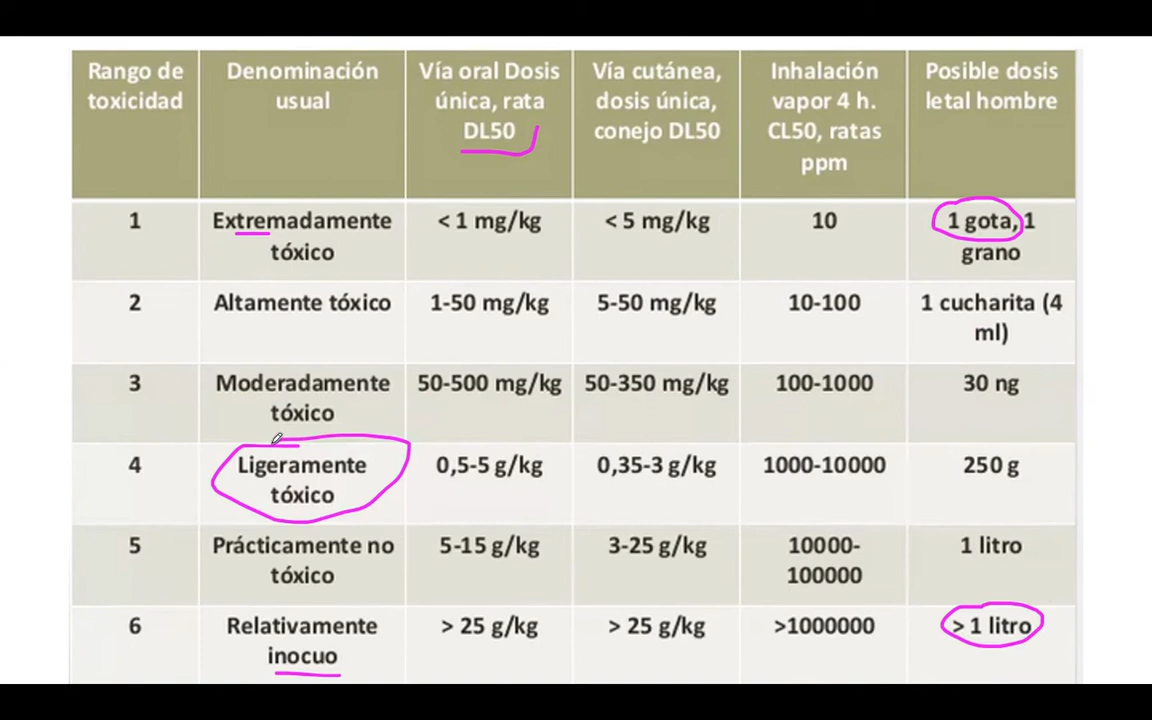 Rango de toxicidad
Denominación usual
Vía oral Dosis única, rata DL50
Vía cutánea, dosis única, conejo DL50
Inhalación vapor 4 h. CL50, ratas ppm
Posible dosis letal hombre
1
Extremadamente tóxico
< 1 mg/kg
< 5 mg/kg
10
1 gota, 1 grano
2
Altamente tóxico
1-50 mg/kg
5-50 mg/kg
10-100
1 cucharita (4 ml)
3
Moderadamente tóxico
50-500 mg/kg
50-350 mg/kg
100-1000
30 ng
4
Ligeramente tóxico
0,5-5 g/kg
0,35-3 g/kg
1000-10000
250 g
5
Prácticamente no tóxico
5-15 g/kg
3-25 g/kg
10000-100000
1 litro
6
Relativamente inocuo
> 25 g/kg
> 25 g/kg
>1000000
> 1 litro